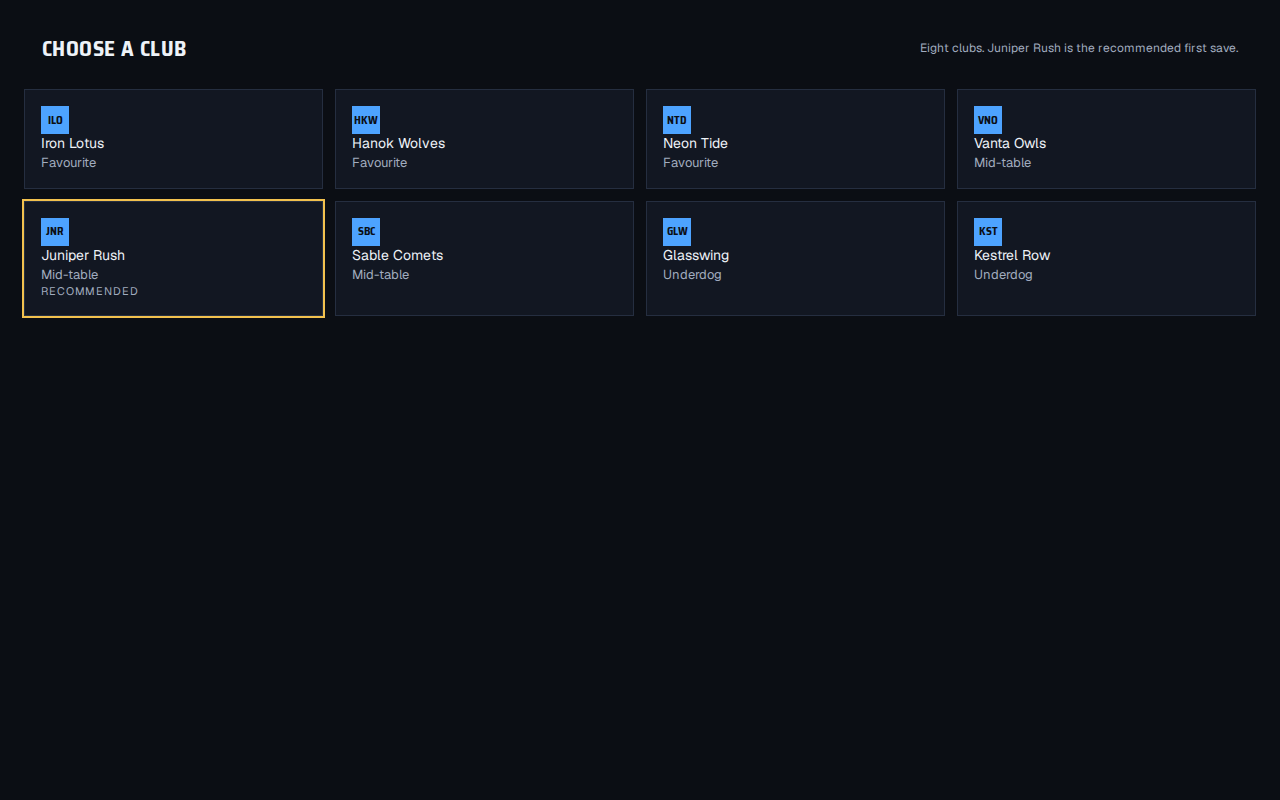 CHOOSE A CLUB
Eight clubs. Juniper Rush is the recommended first save.
ILO
Iron Lotus
Favourite
HKW
Hanok Wolves
Favourite
NTD
Neon Tide
Favourite
VNO
Vanta Owls
Mid-table
JNR
Juniper Rush
Mid-table
RECOMMENDED
SBC
Sable Comets
Mid-table
GLW
Glasswing
Underdog
KST
Kestrel Row
Underdog